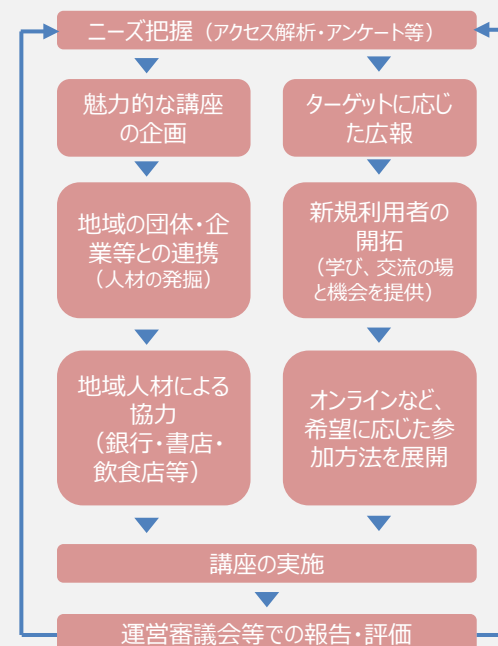 ニーズ把握（アクセス解析・アンケート等）
魅力的な講座
の企画
ターゲットに応じ
た広報
地域の団体・企
業等との連携
（人材の発掘）
新規利用者の
開拓
（学び、交流の場
と機会を提供）
地域人材による
協力
（銀行・書店・
飲食店等）
オンラインなど、
希望に応じた参
加方法を展開
講座の実施
運営審議会等での報告・評価